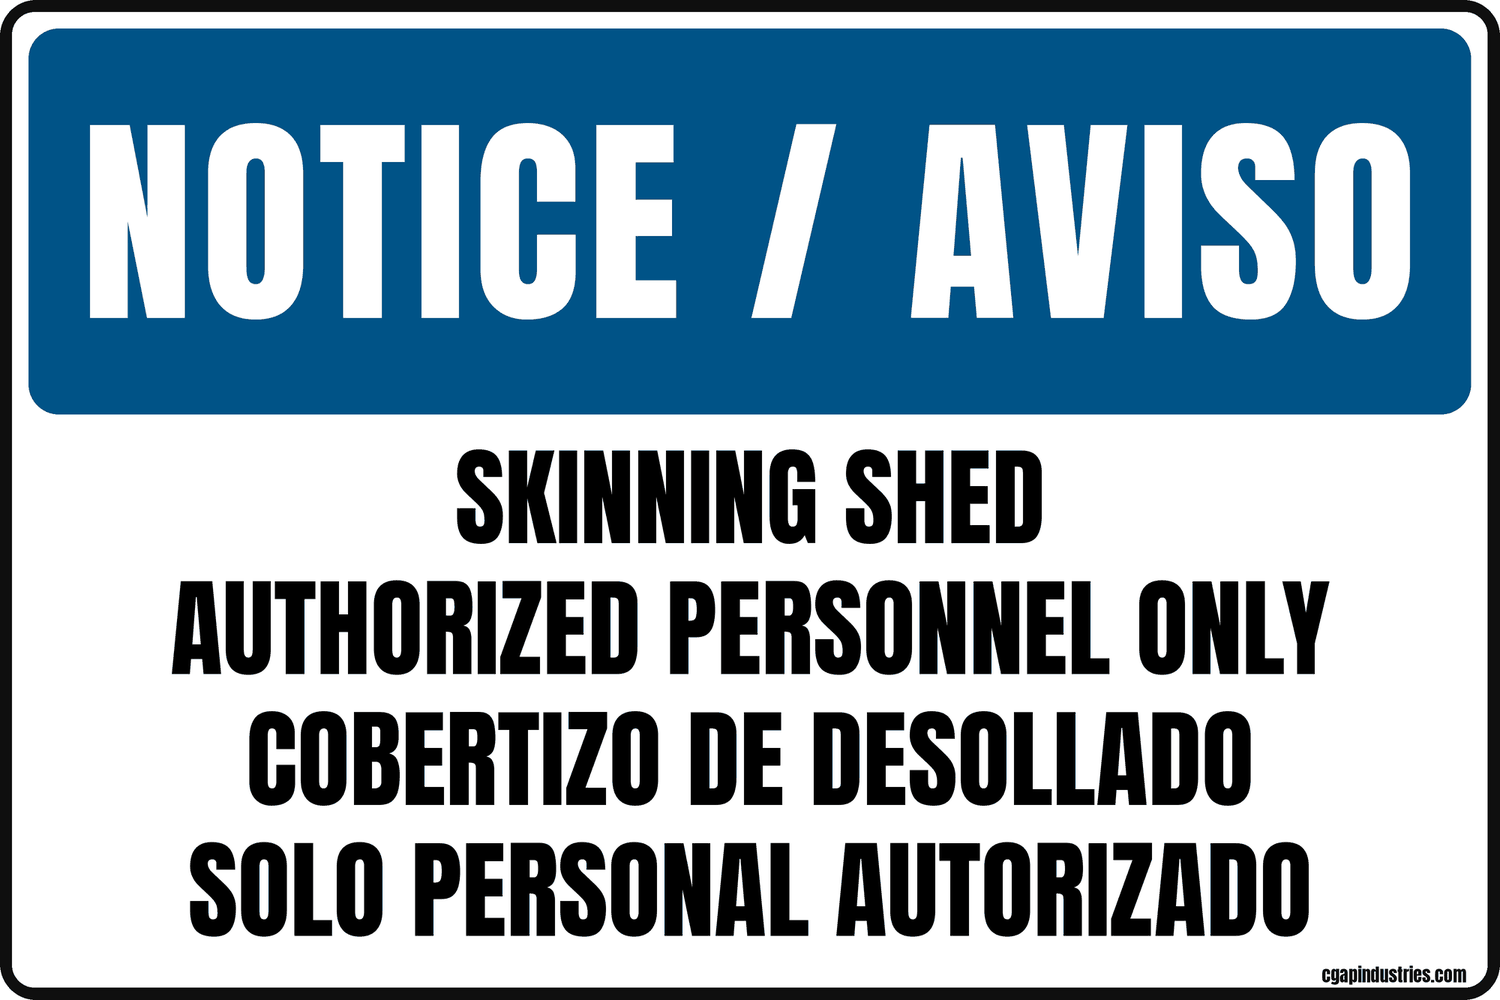 NOTICE / AVISO
SKINNING SHED
AUTHORIZED PERSONNEL ONLY
COBERTIZO DE DESOLLADO
SOLO PERSONAL AUTORIZADO
cgapindustries.com